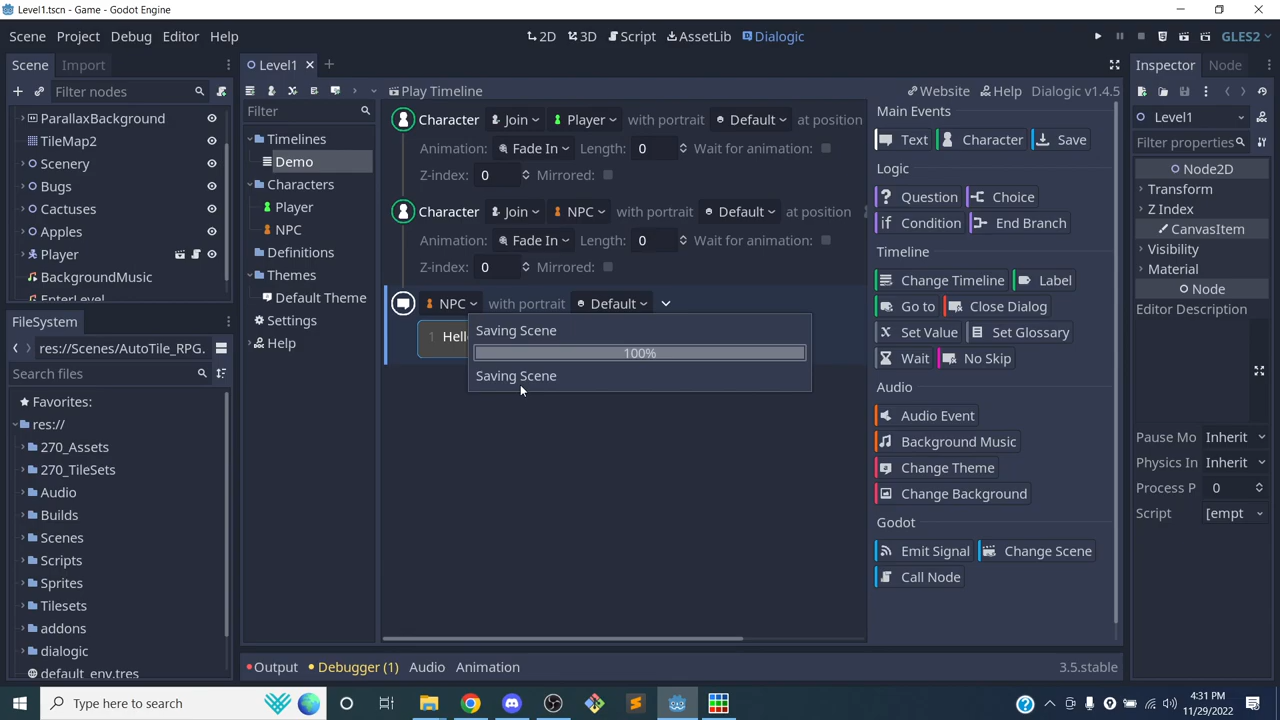 Level1.tscn - Game - Godot Engine
Scene Project Debug Editor Help
2D 3D Script AssetLib Dialogic
GLES2
Scene Import
Filter nodes
ParallaxBackground
TileMap2
Scenery
Bugs
Cactuses
Apples
Player
BackgroundMusic
EnterLevel
FileSystem
res://Scenes/AutoTile_RPG.
Search files
Favorites:
res://
270_Assets
270_TileSets
Audio
Builds
Scenes
Scripts
Sprites
Tilesets
addons
dialogic
default_env.tres
Level1
Play Timeline
Website Help Dialogic v1.4.5
Filter
Timelines
Demo
Characters
Player
NPC
Definitions
Themes
Default Theme
Settings
Help
Character Join Player with portrait Default at position
Animation: Fade In Length: 0 Wait for animation:
Z-index: 0 Mirrored:
Character Join NPC with portrait Default at position
Animation: Fade In Length: 0 Wait for animation:
Z-index: 0 Mirrored:
NPC with portrait Default
1 Hell
Saving Scene
100%
Saving Scene
Main Events
Text Character Save
Logic
Question Choice
Condition End Branch
Timeline
Change Timeline Label
Go to Close Dialog
Set Value Set Glossary
Wait No Skip
Audio
Audio Event
Background Music
Change Theme
Change Background
Godot
Emit Signal Change Scene
Call Node
Inspector Node
Level1
Filter properties
Node2D
Transform
Z Index
CanvasItem
Visibility
Material
Node
Editor Description
Pause Mo Inherit
Physics In Inherit
Process P 0
Script [empt
Output Debugger (1) Audio Animation
3.5.stable
Type here to search
4:31 PM
11/29/2022